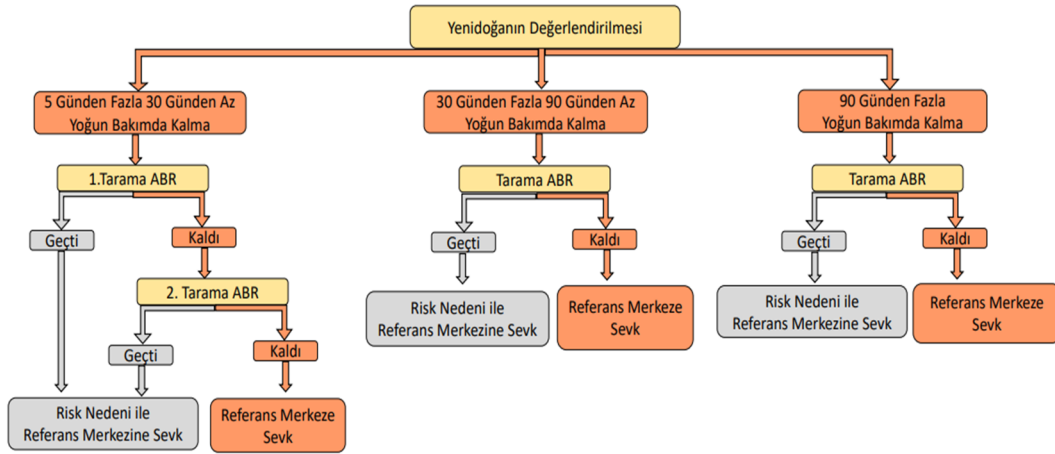 Yenidoğanın Değerlendirilmesi
5 Günden Fazla 30 Günden Az
Yoğun Bakımda Kalma
30 Günden Fazla 90 Günden Az
Yoğun Bakımda Kalma
90 Günden Fazla
Yoğun Bakımda Kalma
1.Tarama ABR
Tarama ABR
Tarama ABR
Geçti
Kaldı
Geçti
Kaldı
Geçti
Kaldı
2. Tarama ABR
Risk Nedeni ile
Referans Merkezine Sevk
Referans Merkeze
Sevk
Risk Nedeni ile
Referans Merkezine Sevk
Referans Merkeze
Sevk
Geçti
Kaldı
Risk Nedeni ile
Referans Merkezine Sevk
Referans Merkeze
Sevk